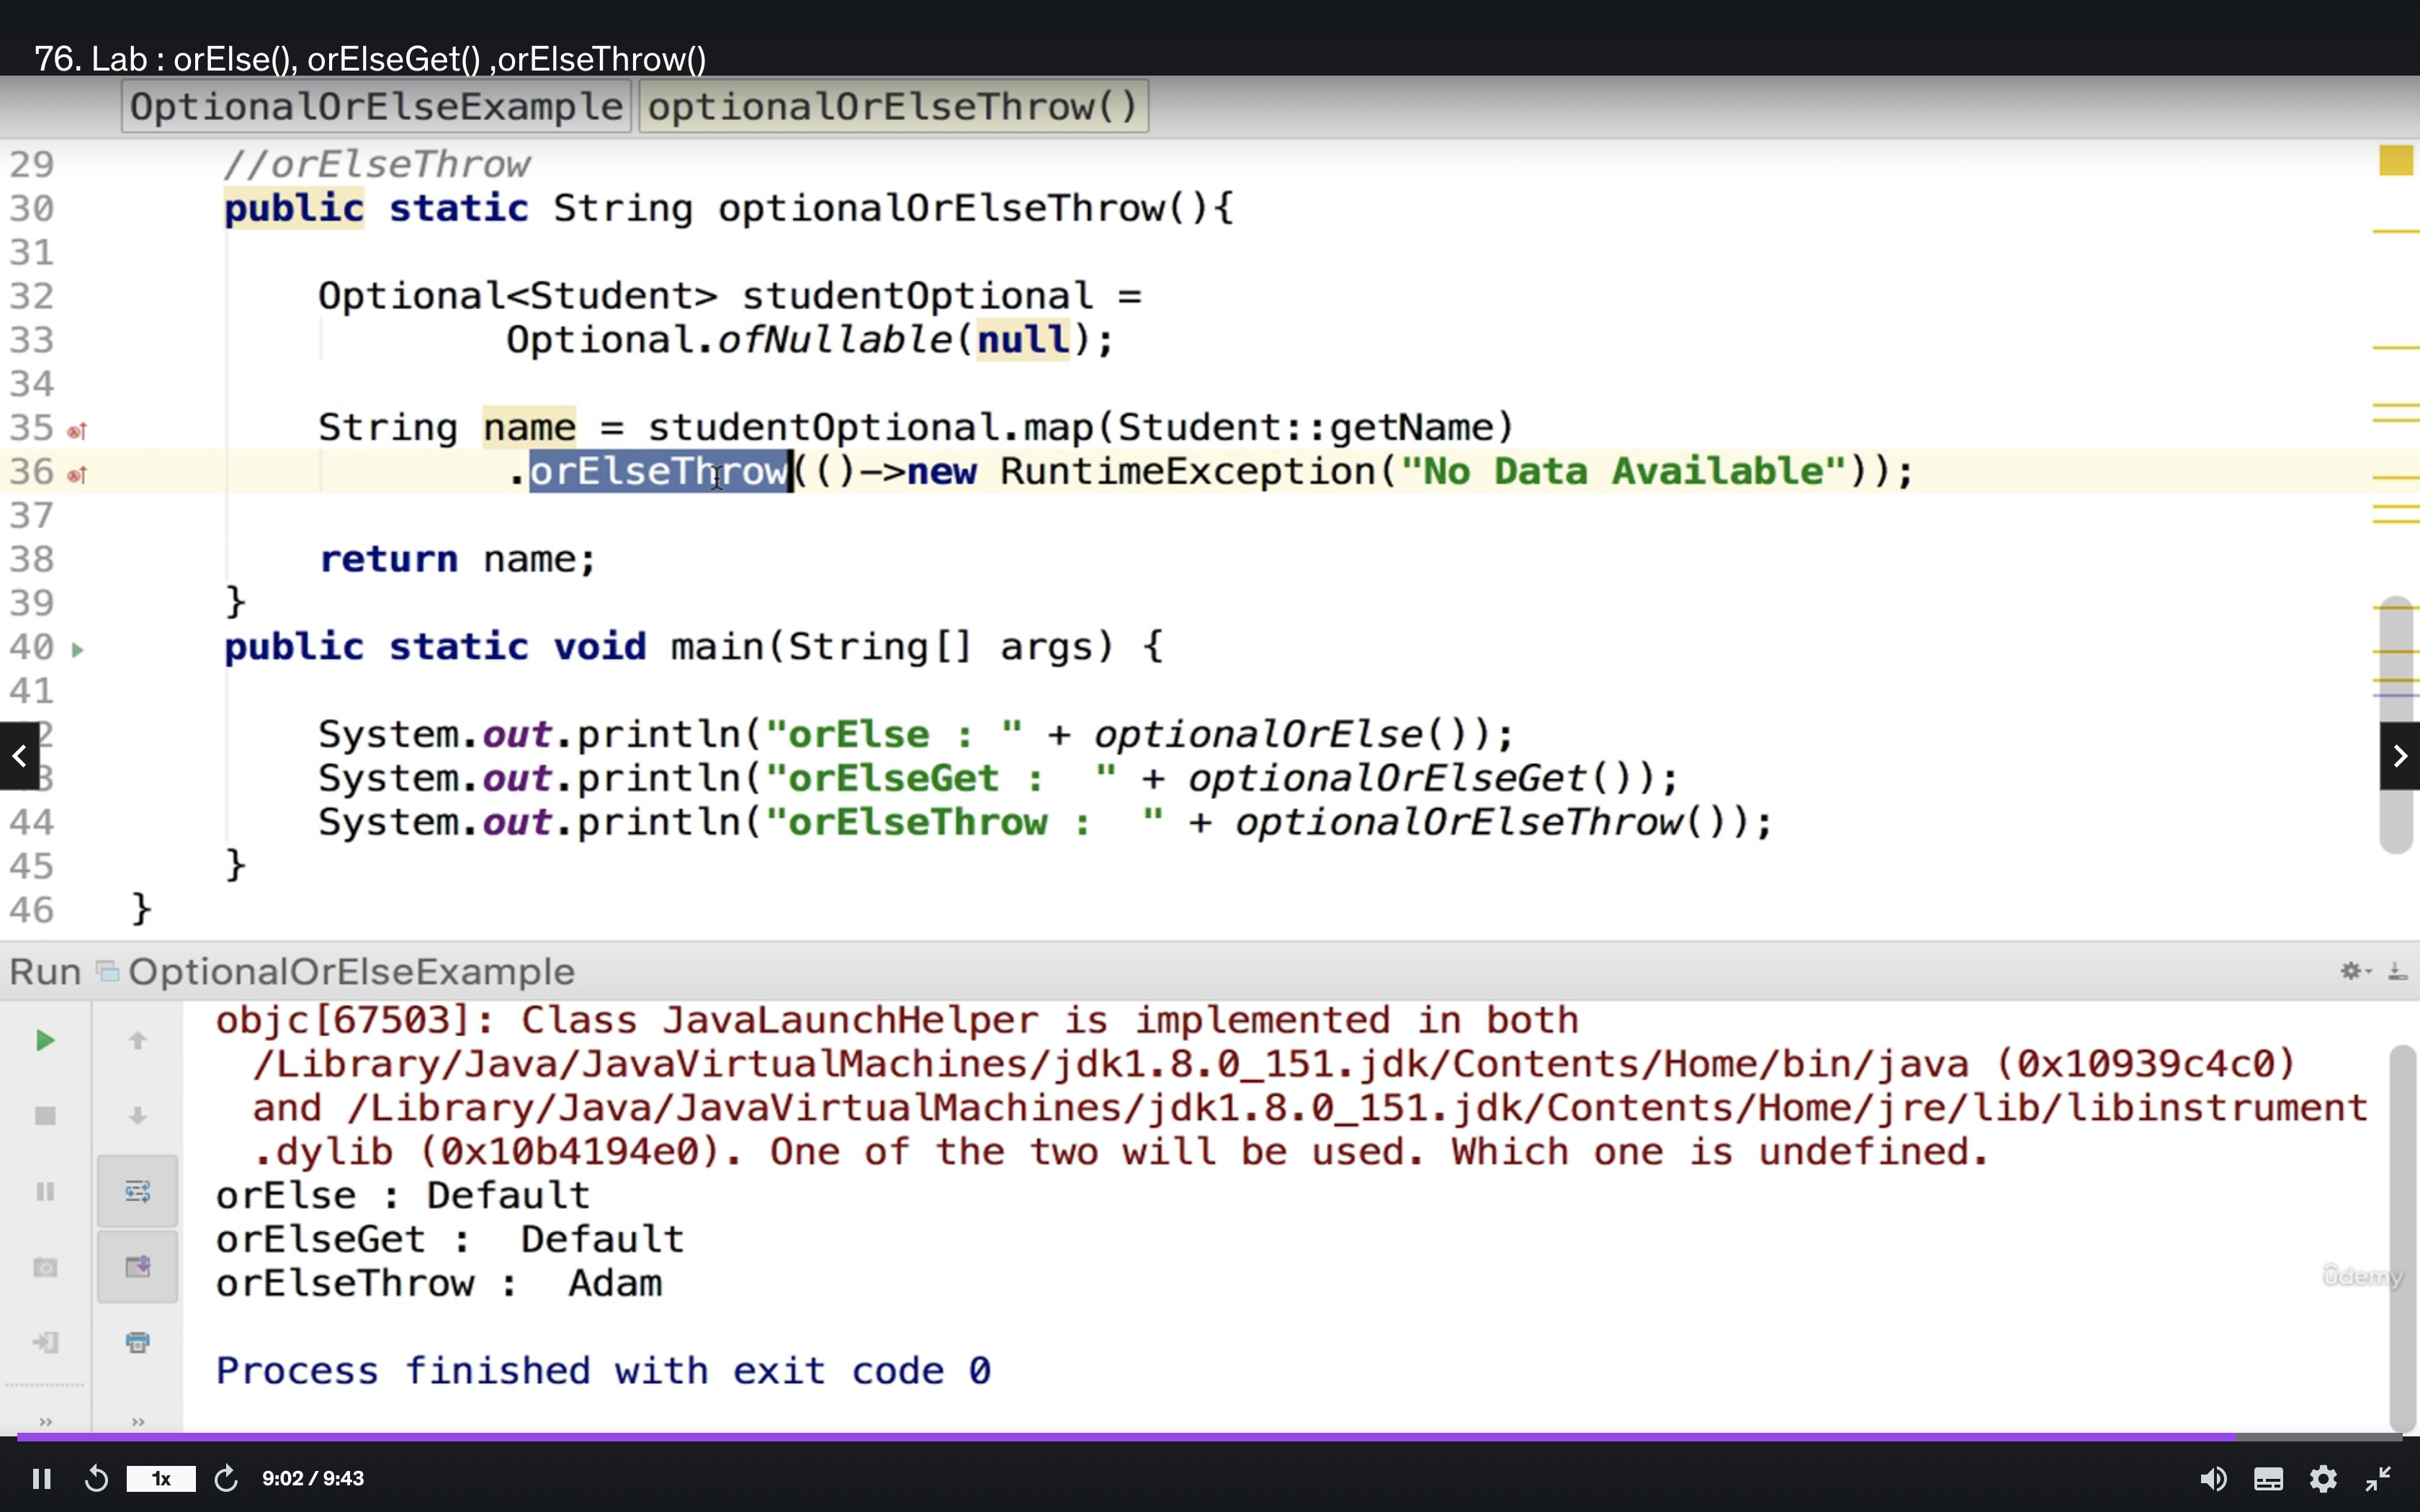 76. Lab : orElse(), orElseGet() ,orElseThrow()
OptionalOrElseExample optionalOrElseThrow()
29 //orElseThrow
30 public static String optionalOrElseThrow(){
31
32 Optional<Student> studentOptional =
33 Optional.ofNullable(null);
34
35 String name = studentOptional.map(Student::getName)
36 .orElseThrow(()->new RuntimeException("No Data Available"));
37
38 return name;
39 }
40 public static void main(String[] args) {
41
2 System.out.println("orElse : " + optionalOrElse());
3 System.out.println("orElseGet :  " + optionalOrElseGet());
44 System.out.println("orElseThrow :  " + optionalOrElseThrow());
45 }
46 }
Run OptionalOrElseExample
objc[67503]: Class JavaLaunchHelper is implemented in both
/Library/Java/JavaVirtualMachines/jdk1.8.0_151.jdk/Contents/Home/bin/java (0x10939c4c0)
and /Library/Java/JavaVirtualMachines/jdk1.8.0_151.jdk/Contents/Home/jre/lib/libinstrument
.dylib (0x10b4194e0). One of the two will be used. Which one is undefined.
orElse : Default
orElseGet :  Default
orElseThrow :  Adam
ûdemy
Process finished with exit code 0
1x 9:02 / 9:43